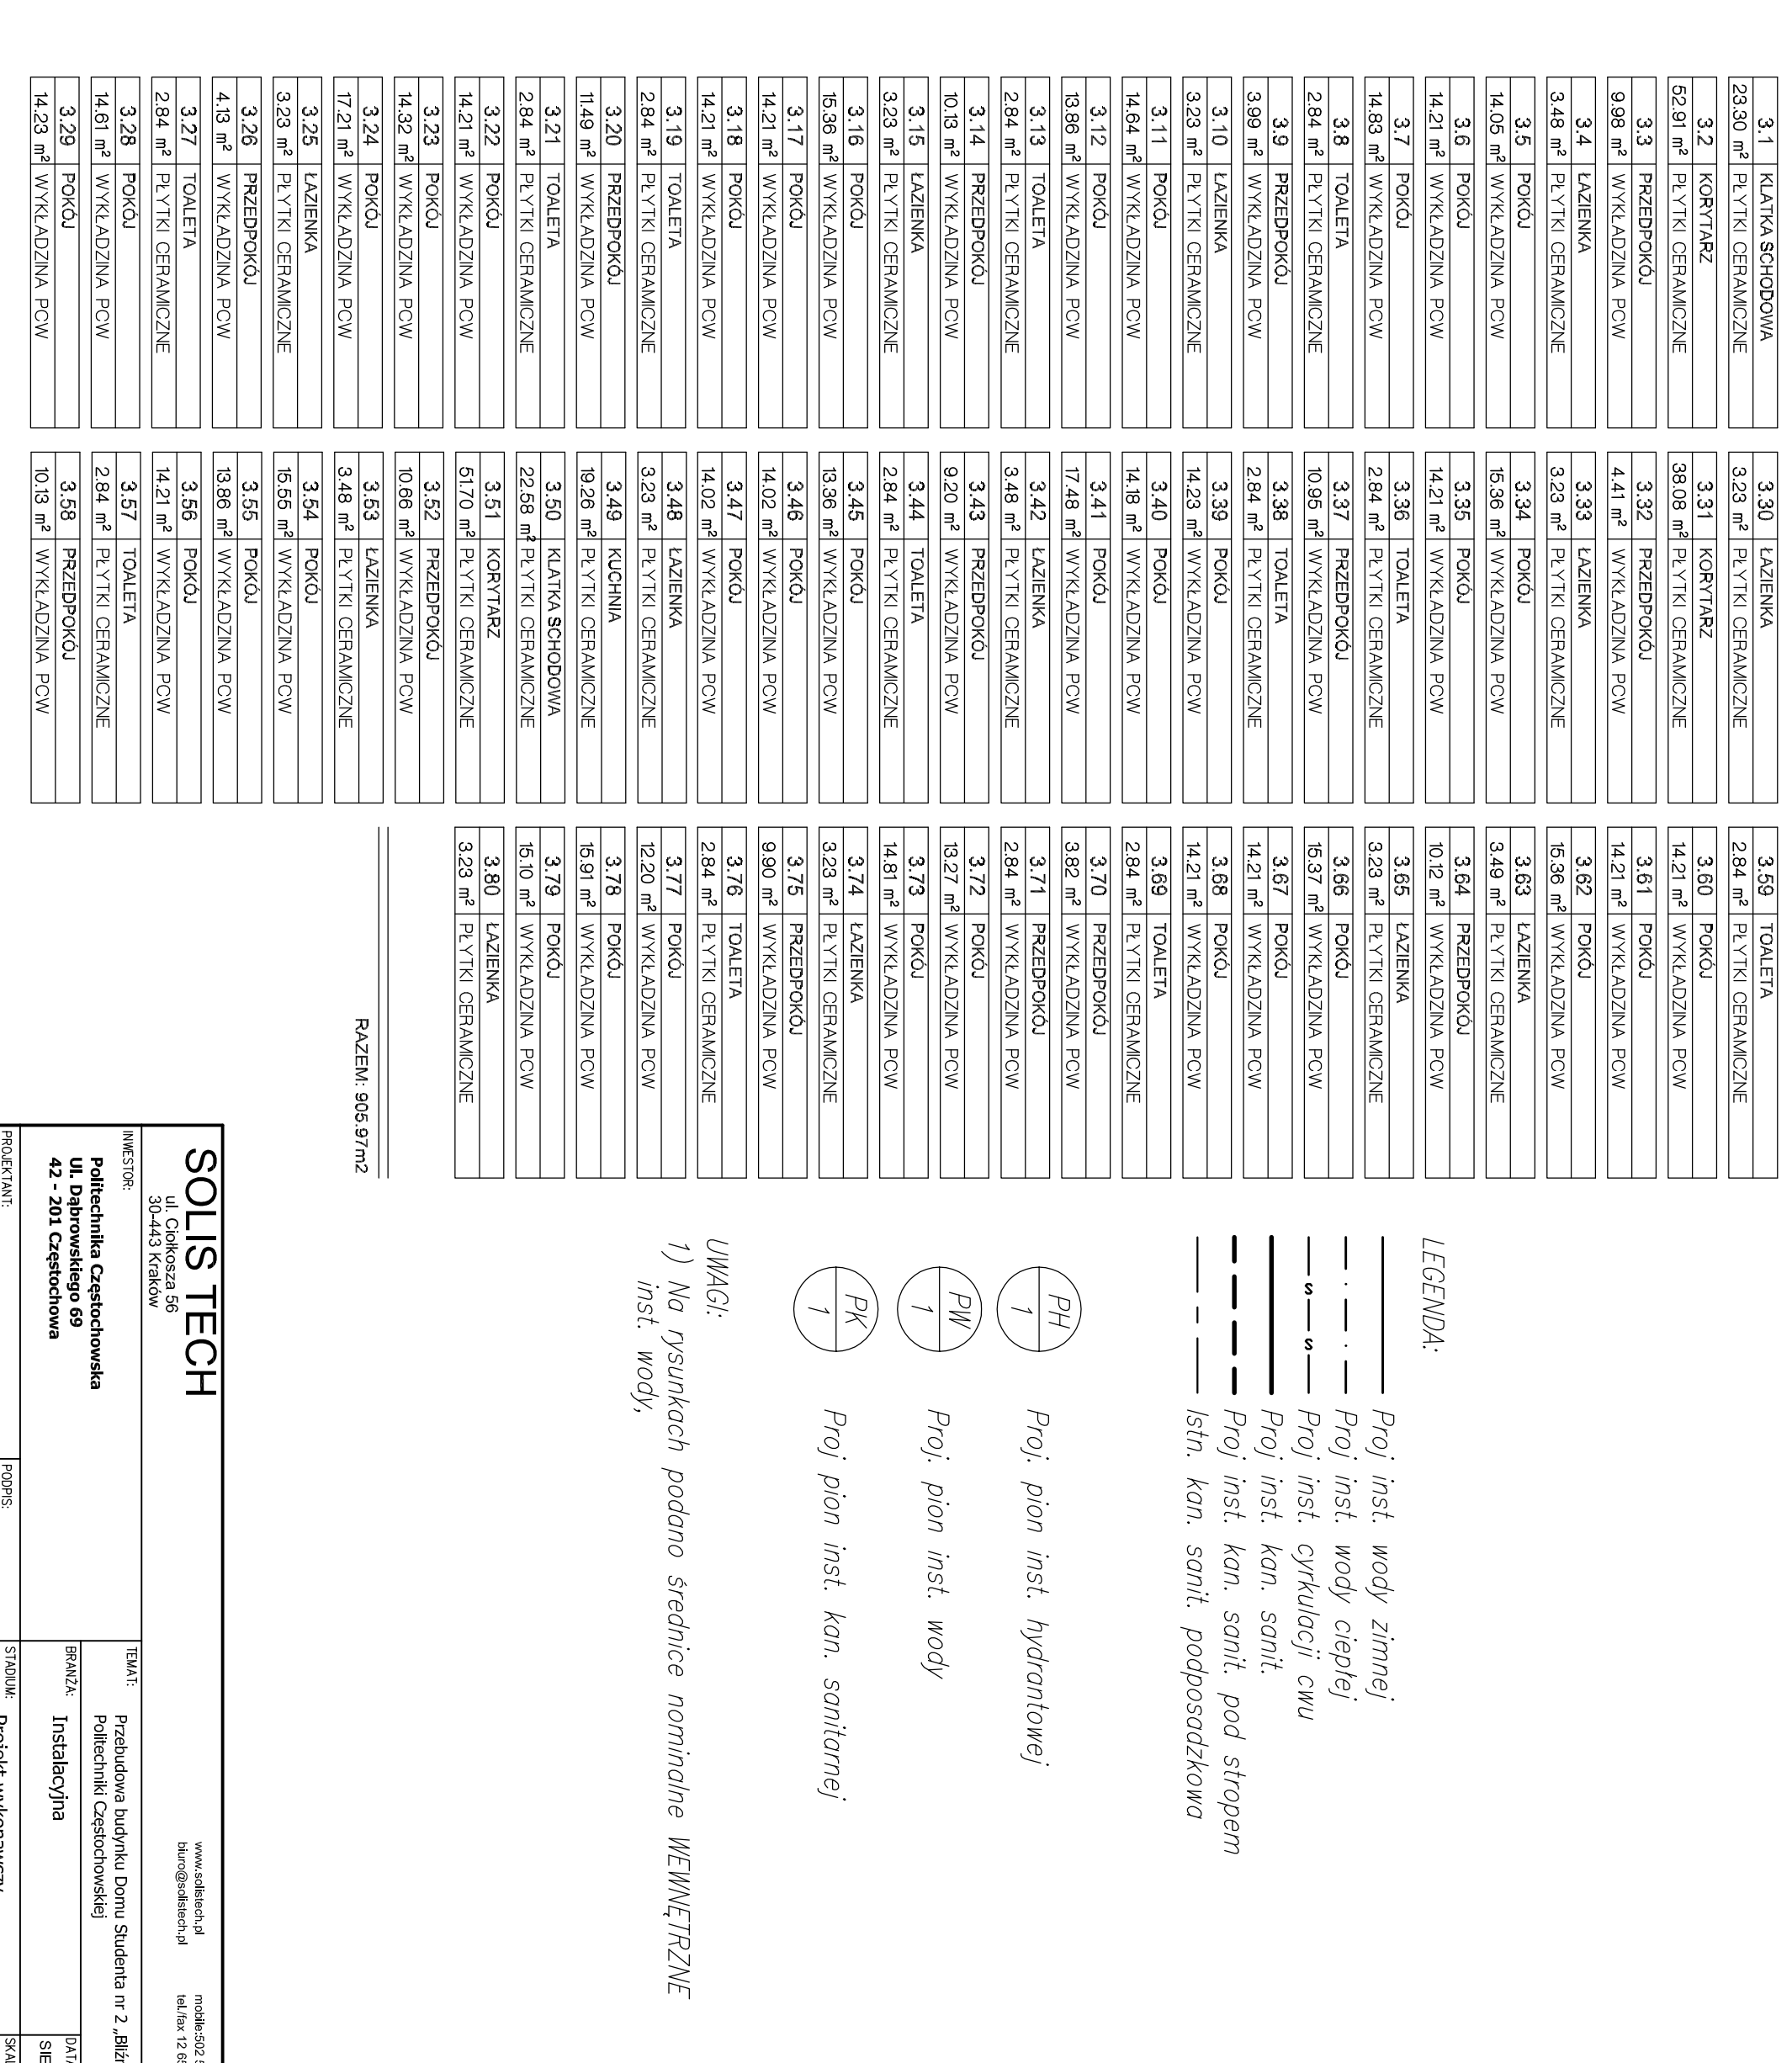 3.1 KLATKA SCHODOWA
23.30 m² PŁYTKI CERAMICZNE
3.2 KORYTARZ
52.91 m² PŁYTKI CERAMICZNE
3.3 PRZEDPOKÓJ
9.98 m² WYKŁADZINA PCW
3.4 ŁAZIENKA
3.48 m² PŁYTKI CERAMICZNE
3.5 POKÓJ
14.05 m² WYKŁADZINA PCW
3.6 POKÓJ
14.21 m² WYKŁADZINA PCW
3.7 POKÓJ
14.83 m² WYKŁADZINA PCW
3.8 TOALETA
2.84 m² PŁYTKI CERAMICZNE
3.9 PRZEDPOKÓJ
3.99 m² WYKŁADZINA PCW
3.10 ŁAZIENKA
3.23 m² PŁYTKI CERAMICZNE
3.11 POKÓJ
14.64 m² WYKŁADZINA PCW
3.12 POKÓJ
13.86 m² WYKŁADZINA PCW
3.13 TOALETA
2.84 m² PŁYTKI CERAMICZNE
3.14 PRZEDPOKÓJ
10.13 m² WYKŁADZINA PCW
3.15 ŁAZIENKA
3.23 m² PŁYTKI CERAMICZNE
3.16 POKÓJ
15.36 m² WYKŁADZINA PCW
3.17 POKÓJ
14.21 m² WYKŁADZINA PCW
3.18 POKÓJ
14.21 m² WYKŁADZINA PCW
3.19 TOALETA
2.84 m² PŁYTKI CERAMICZNE
3.20 PRZEDPOKÓJ
11.49 m² WYKŁADZINA PCW
3.21 TOALETA
2.84 m² PŁYTKI CERAMICZNE
3.22 POKÓJ
14.21 m² WYKŁADZINA PCW
3.23 POKÓJ
14.32 m² WYKŁADZINA PCW
3.24 POKÓJ
17.21 m² WYKŁADZINA PCW
3.25 ŁAZIENKA
3.23 m² PŁYTKI CERAMICZNE
3.26 PRZEDPOKÓJ
4.13 m² WYKŁADZINA PCW
3.27 TOALETA
2.84 m² PŁYTKI CERAMICZNE
3.28 POKÓJ
14.61 m² WYKŁADZINA PCW
3.29 POKÓJ
14.23 m² WYKŁADZINA PCW
3.30 ŁAZIENKA
3.23 m² PŁYTKI CERAMICZNE
3.31 KORYTARZ
38.08 m² PŁYTKI CERAMICZNE
3.32 PRZEDPOKÓJ
4.41 m² WYKŁADZINA PCW
3.33 ŁAZIENKA
3.23 m² PŁYTKI CERAMICZNE
3.34 POKÓJ
15.36 m² WYKŁADZINA PCW
3.35 POKÓJ
14.21 m² WYKŁADZINA PCW
3.36 TOALETA
2.84 m² PŁYTKI CERAMICZNE
3.37 PRZEDPOKÓJ
10.95 m² WYKŁADZINA PCW
3.38 TOALETA
2.84 m² PŁYTKI CERAMICZNE
3.39 POKÓJ
14.23 m² WYKŁADZINA PCW
3.40 POKÓJ
14.18 m² WYKŁADZINA PCW
3.41 POKÓJ
17.48 m² WYKŁADZINA PCW
3.42 ŁAZIENKA
3.48 m² PŁYTKI CERAMICZNE
3.43 PRZEDPOKÓJ
9.20 m² WYKŁADZINA PCW
3.44 TOALETA
2.84 m² PŁYTKI CERAMICZNE
3.45 POKÓJ
13.36 m² WYKŁADZINA PCW
3.46 POKÓJ
14.02 m² WYKŁADZINA PCW
3.47 POKÓJ
14.02 m² WYKŁADZINA PCW
3.48 ŁAZIENKA
3.23 m² PŁYTKI CERAMICZNE
3.49 KUCHNIA
19.26 m² PŁYTKI CERAMICZNE
3.50 KLATKA SCHODOWA
22.58 m² PŁYTKI CERAMICZNE
3.51 KORYTARZ
51.70 m² PŁYTKI CERAMICZNE
3.52 PRZEDPOKÓJ
10.66 m² WYKŁADZINA PCW
3.53 ŁAZIENKA
3.48 m² PŁYTKI CERAMICZNE
3.54 POKÓJ
15.55 m² WYKŁADZINA PCW
3.55 POKÓJ
13.86 m² WYKŁADZINA PCW
3.56 POKÓJ
14.21 m² WYKŁADZINA PCW
3.57 TOALETA
2.84 m² PŁYTKI CERAMICZNE
3.58 PRZEDPOKÓJ
10.13 m² WYKŁADZINA PCW
3.59 TOALETA
2.84 m² PŁYTKI CERAMICZNE
3.60 POKÓJ
14.21 m² WYKŁADZINA PCW
3.61 POKÓJ
14.21 m² WYKŁADZINA PCW
3.62 POKÓJ
15.36 m² WYKŁADZINA PCW
3.63 ŁAZIENKA
3.49 m² PŁYTKI CERAMICZNE
3.64 PRZEDPOKÓJ
10.12 m² WYKŁADZINA PCW
3.65 ŁAZIENKA
3.23 m² PŁYTKI CERAMICZNE
3.66 POKÓJ
15.37 m² WYKŁADZINA PCW
3.67 POKÓJ
14.21 m² WYKŁADZINA PCW
3.68 POKÓJ
14.21 m² WYKŁADZINA PCW
3.69 TOALETA
2.84 m² PŁYTKI CERAMICZNE
3.70 PRZEDPOKÓJ
3.82 m² WYKŁADZINA PCW
3.71 PRZEDPOKÓJ
2.84 m² WYKŁADZINA PCW
3.72 POKÓJ
13.27 m² WYKŁADZINA PCW
3.73 POKÓJ
14.81 m² WYKŁADZINA PCW
3.74 ŁAZIENKA
3.23 m² PŁYTKI CERAMICZNE
3.75 PRZEDPOKÓJ
9.90 m² WYKŁADZINA PCW
3.76 TOALETA
2.84 m² PŁYTKI CERAMICZNE
3.77 POKÓJ
12.20 m² WYKŁADZINA PCW
3.78 POKÓJ
15.91 m² WYKŁADZINA PCW
3.79 POKÓJ
15.10 m² WYKŁADZINA PCW
3.80 ŁAZIENKA
3.23 m² PŁYTKI CERAMICZNE
RAZEM: 905.97m2
LEGENDA:
Proj inst. wody zimnej
Proj inst. wody ciepłej
s s Proj inst. cyrkulacji cwu
Proj inst. kan. sanit.
Proj inst. kan. sanit. pod stropem
Istn. kan. sanit. podposadzkowa
PH
1
Proj. pion inst. hydrantowej
PW
1
Proj. pion inst. wody
PK
1
Proj pion inst. kan. sanitarnej
UWAGI:
1) Na rysunkach podano średnice nominalne WEWNĘTRZNE
inst. wody,
SOLIS TECH
ul. Ciołkosza 56
30-443 Kraków
www.solistech.pl
biuro@solistech.pl
mobile:502
tel./fax 12
INWESTOR:
Politechnika Częstochowska
Ul. Dąbrowskiego 69
42 - 201 Częstochowa
TEMAT:
Przebudowa budynku Domu Studenta nr 2
Politechniki Częstochowskiej
BRANŻA:
Instalacyjna
PROJEKTANT:
PODPIS:
STADIUM:
Projekt wykonawczy